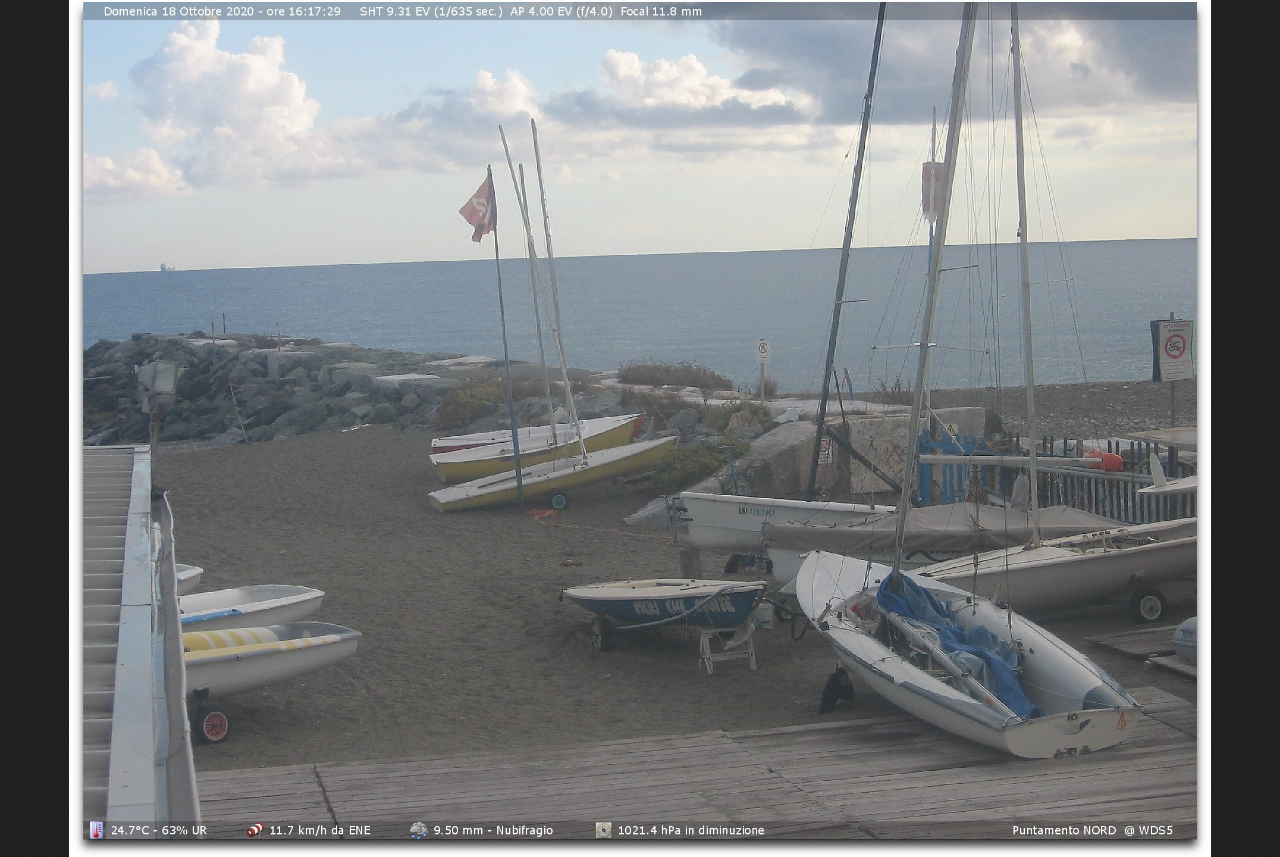 Domenica 18 Ottobre 2020 - ore 16:17:29 SHT 9.31 EV (1/635 sec.) AP 4.00 EV (f/4.0) Focal 11.8 mm
24.7°C - 63% UR 11.7 km/h da ENE 9.50 mm - Nubifragio 1021.4 hPa in diminuzione Puntamento NORD @ WDS5